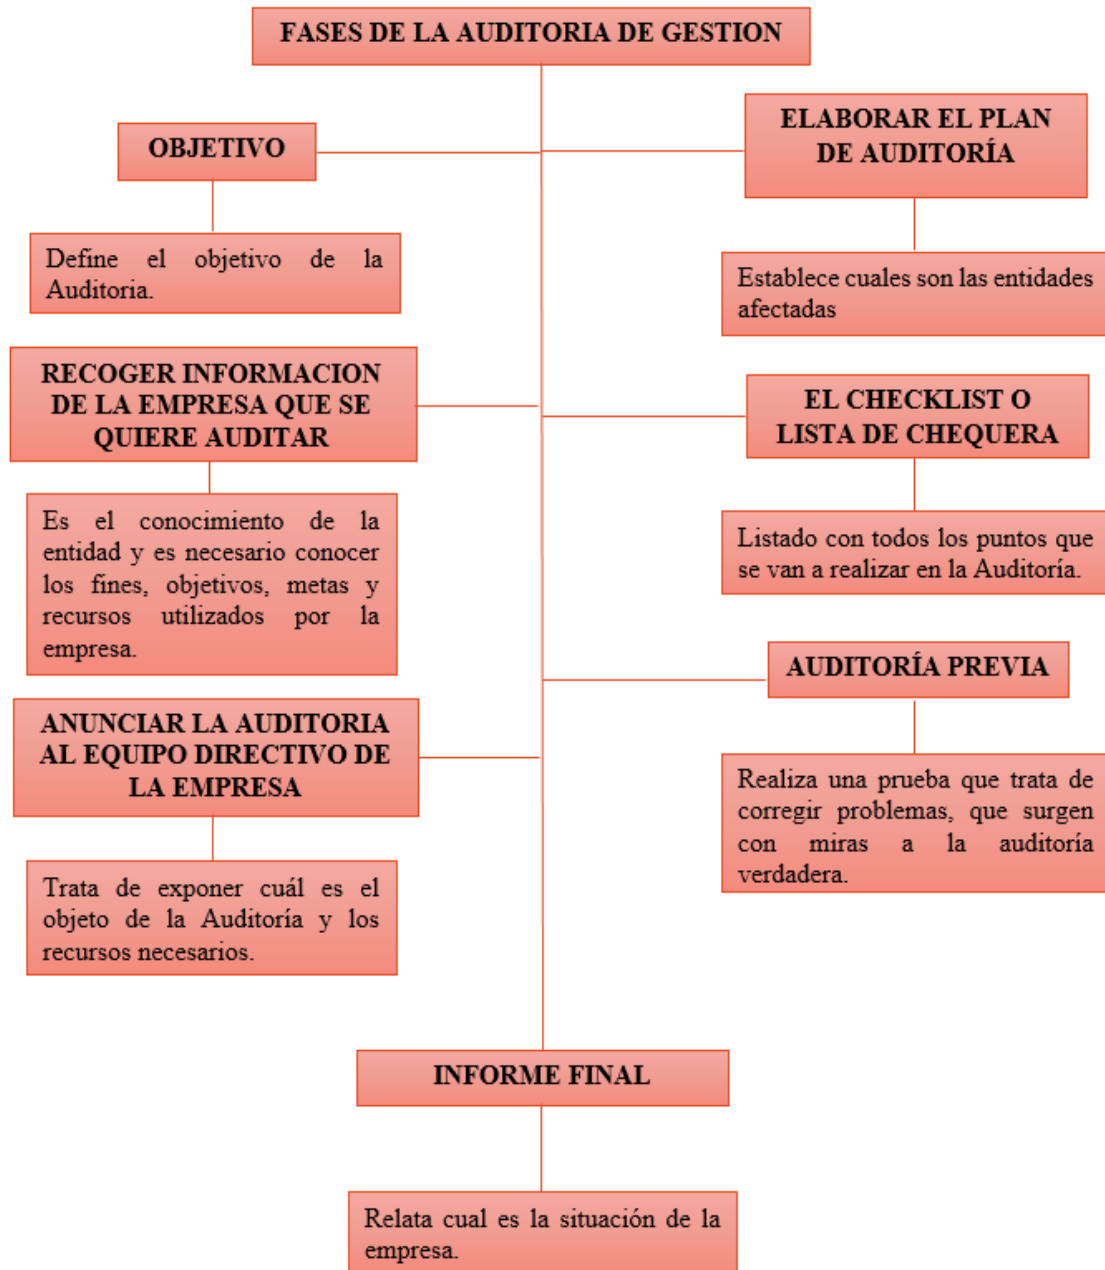 FASES DE LA AUDITORIA DE GESTION
OBJETIVO
Define el objetivo de la
Auditoria.
ELABORAR EL PLAN
DE AUDITORÍA
Establece cuales son las entidades
afectadas
RECOGER INFORMACION
DE LA EMPRESA QUE SE
QUIERE AUDITAR
Es el conocimiento de la
entidad y es necesario conocer
los fines, objetivos, metas y
recursos utilizados por la
empresa.
EL CHECKLIST O
LISTA DE CHEQUERA
Listado con todos los puntos que
se van a realizar en la Auditoría.
ANUNCIAR LA AUDITORIA
AL EQUIPO DIRECTIVO DE
LA EMPRESA
Trata de exponer cuál es el
objeto de la Auditoría y los
recursos necesarios.
AUDITORÍA PREVIA
Realiza una prueba que trata de
corregir problemas, que surgen
con miras a la auditoría
verdadera.
INFORME FINAL
Relata cual es la situación de la
empresa.